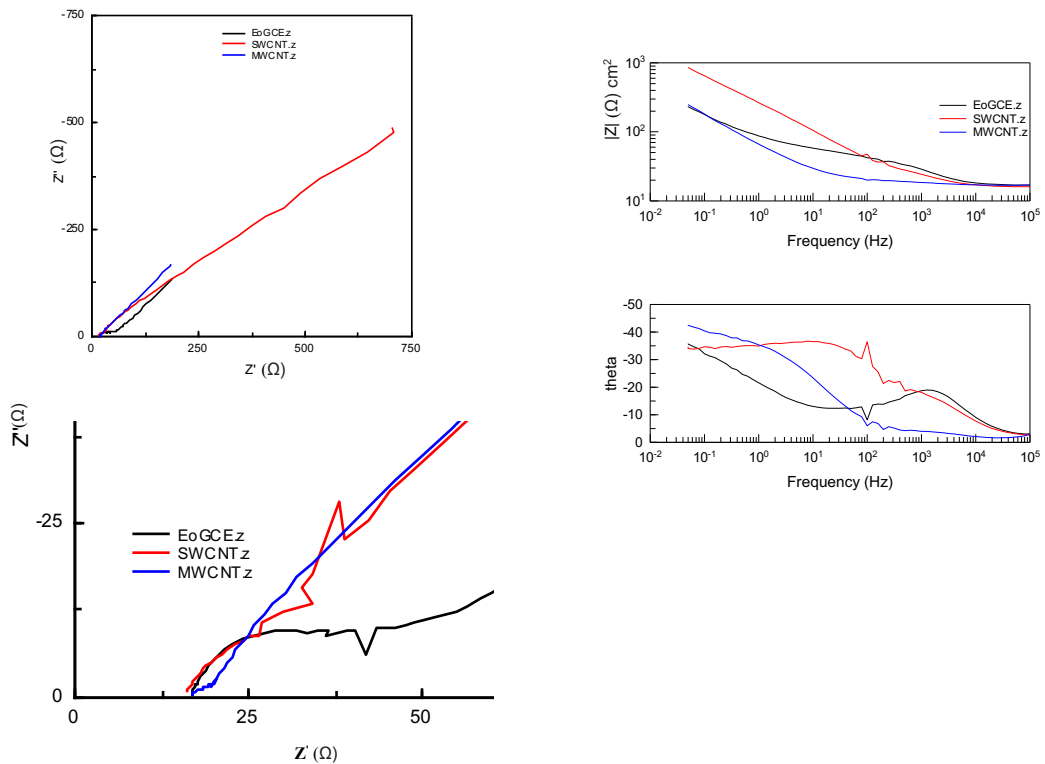 -750
-500
-250
0
Z'' (Ω)
EoGCE.z
SWCNT.z
MWCNT.z
0 250 500 750
Z' (Ω)
10³
10²
10¹
|Z| (Ω) cm²
EoGCE.z
SWCNT.z
MWCNT.z
10⁻² 10⁻¹ 10⁰ 10¹ 10² 10³ 10⁴ 10⁵
Frequency (Hz)
-50
-40
-30
-20
-10
0
theta
10⁻² 10⁻¹ 10⁰ 10¹ 10² 10³ 10⁴ 10⁵
Frequency (Hz)
Z''(Ω)
-25
0
EoGCE.z
SWCNT.z
MWCNT.z
0 25 50
Z' (Ω)